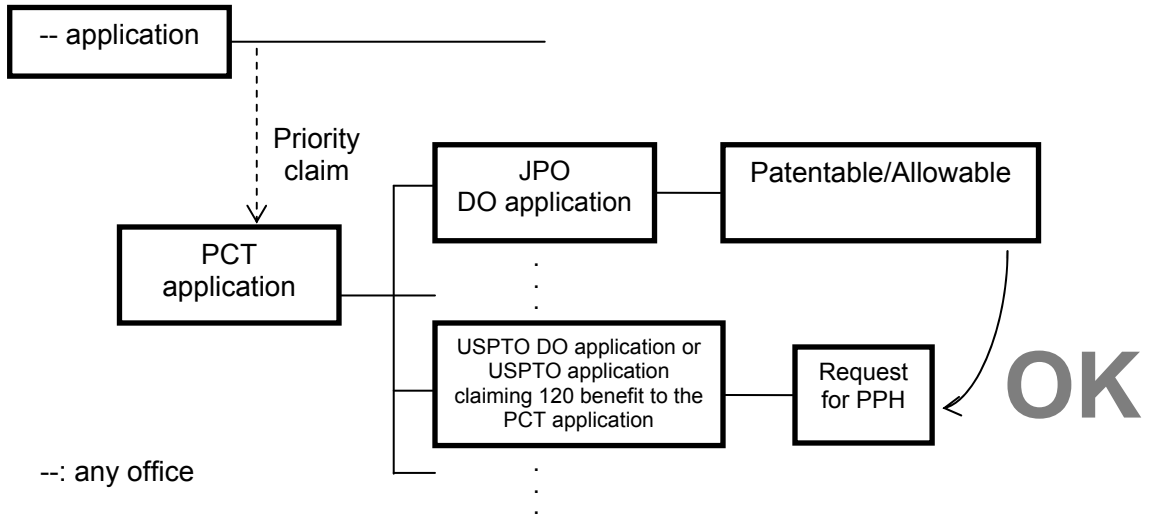 -- application
Priority
claim
JPO
DO application
Patentable/Allowable
PCT
application
.
.
.
USPTO DO application or
USPTO application
claiming 120 benefit to the
PCT application
Request
for PPH
OK
--: any office
.
.
.